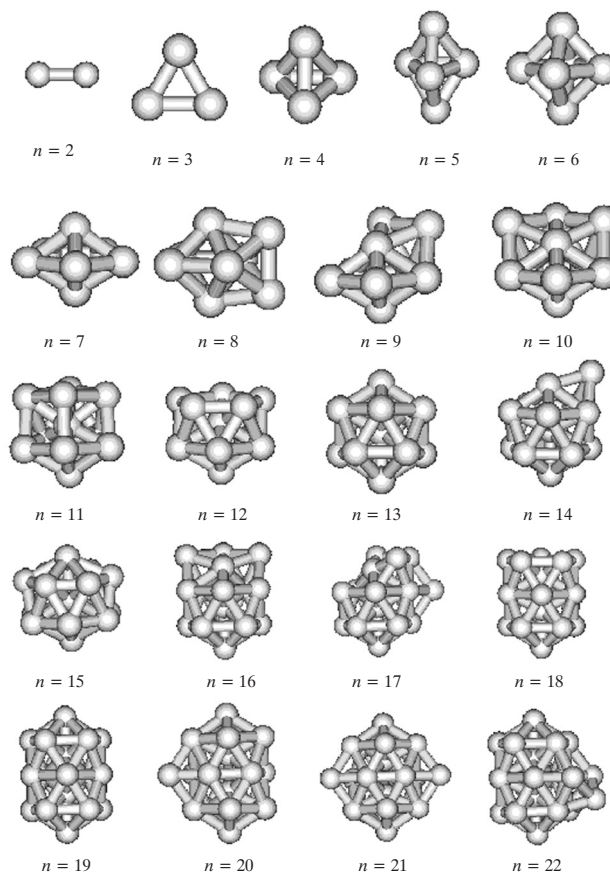 n = 2
n = 3
n = 4
n = 5
n = 6
n = 7
n = 8
n = 9
n = 10
n = 11
n = 12
n = 13
n = 14
n = 15
n = 16
n = 17
n = 18
n = 19
n = 20
n = 21
n = 22